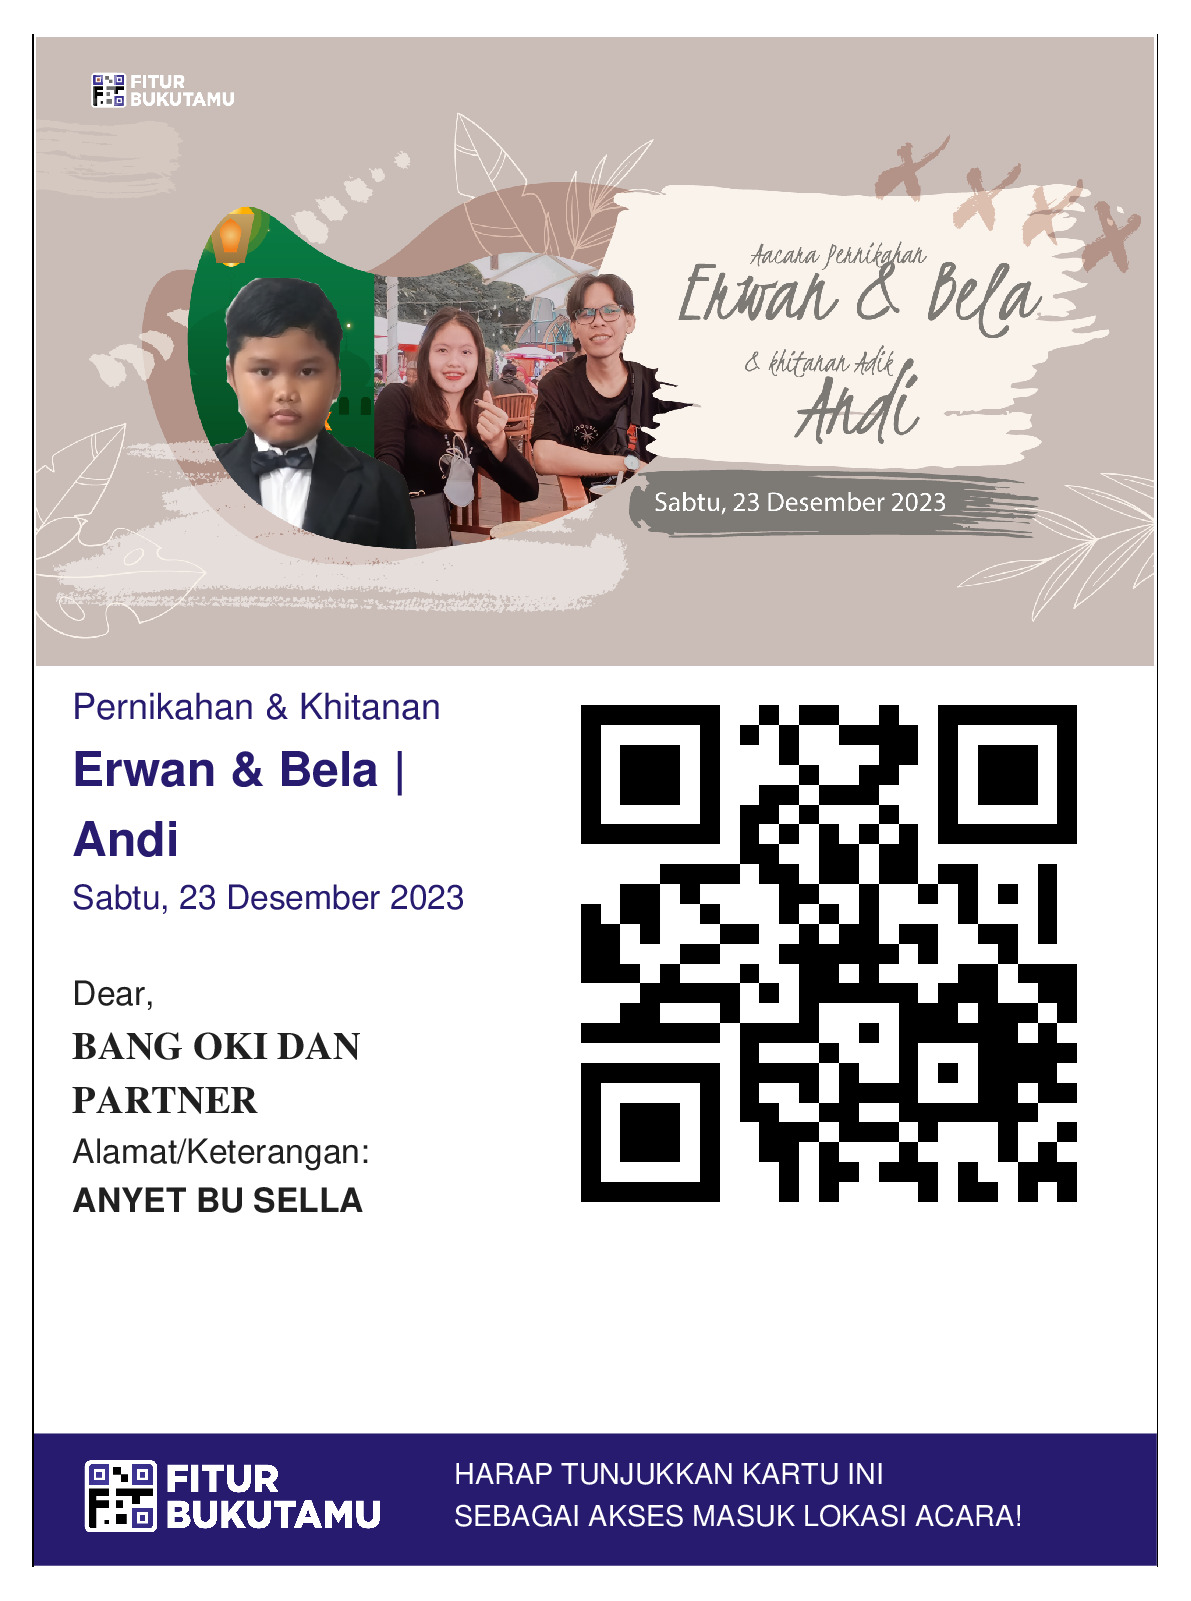 FITUR
BUKUTAMU
Aacara Pernikahan
Erwan & Bela
& khitanan Adik
Andi
Sabtu, 23 Desember 2023
Pernikahan & Khitanan
Erwan & Bela |
Andi
Sabtu, 23 Desember 2023
Dear,
BANG OKI DAN
PARTNER
Alamat/Keterangan:
ANYET BU SELLA
FITUR
BUKUTAMU
HARAP TUNJUKKAN KARTU INI
SEBAGAI AKSES MASUK LOKASI ACARA!